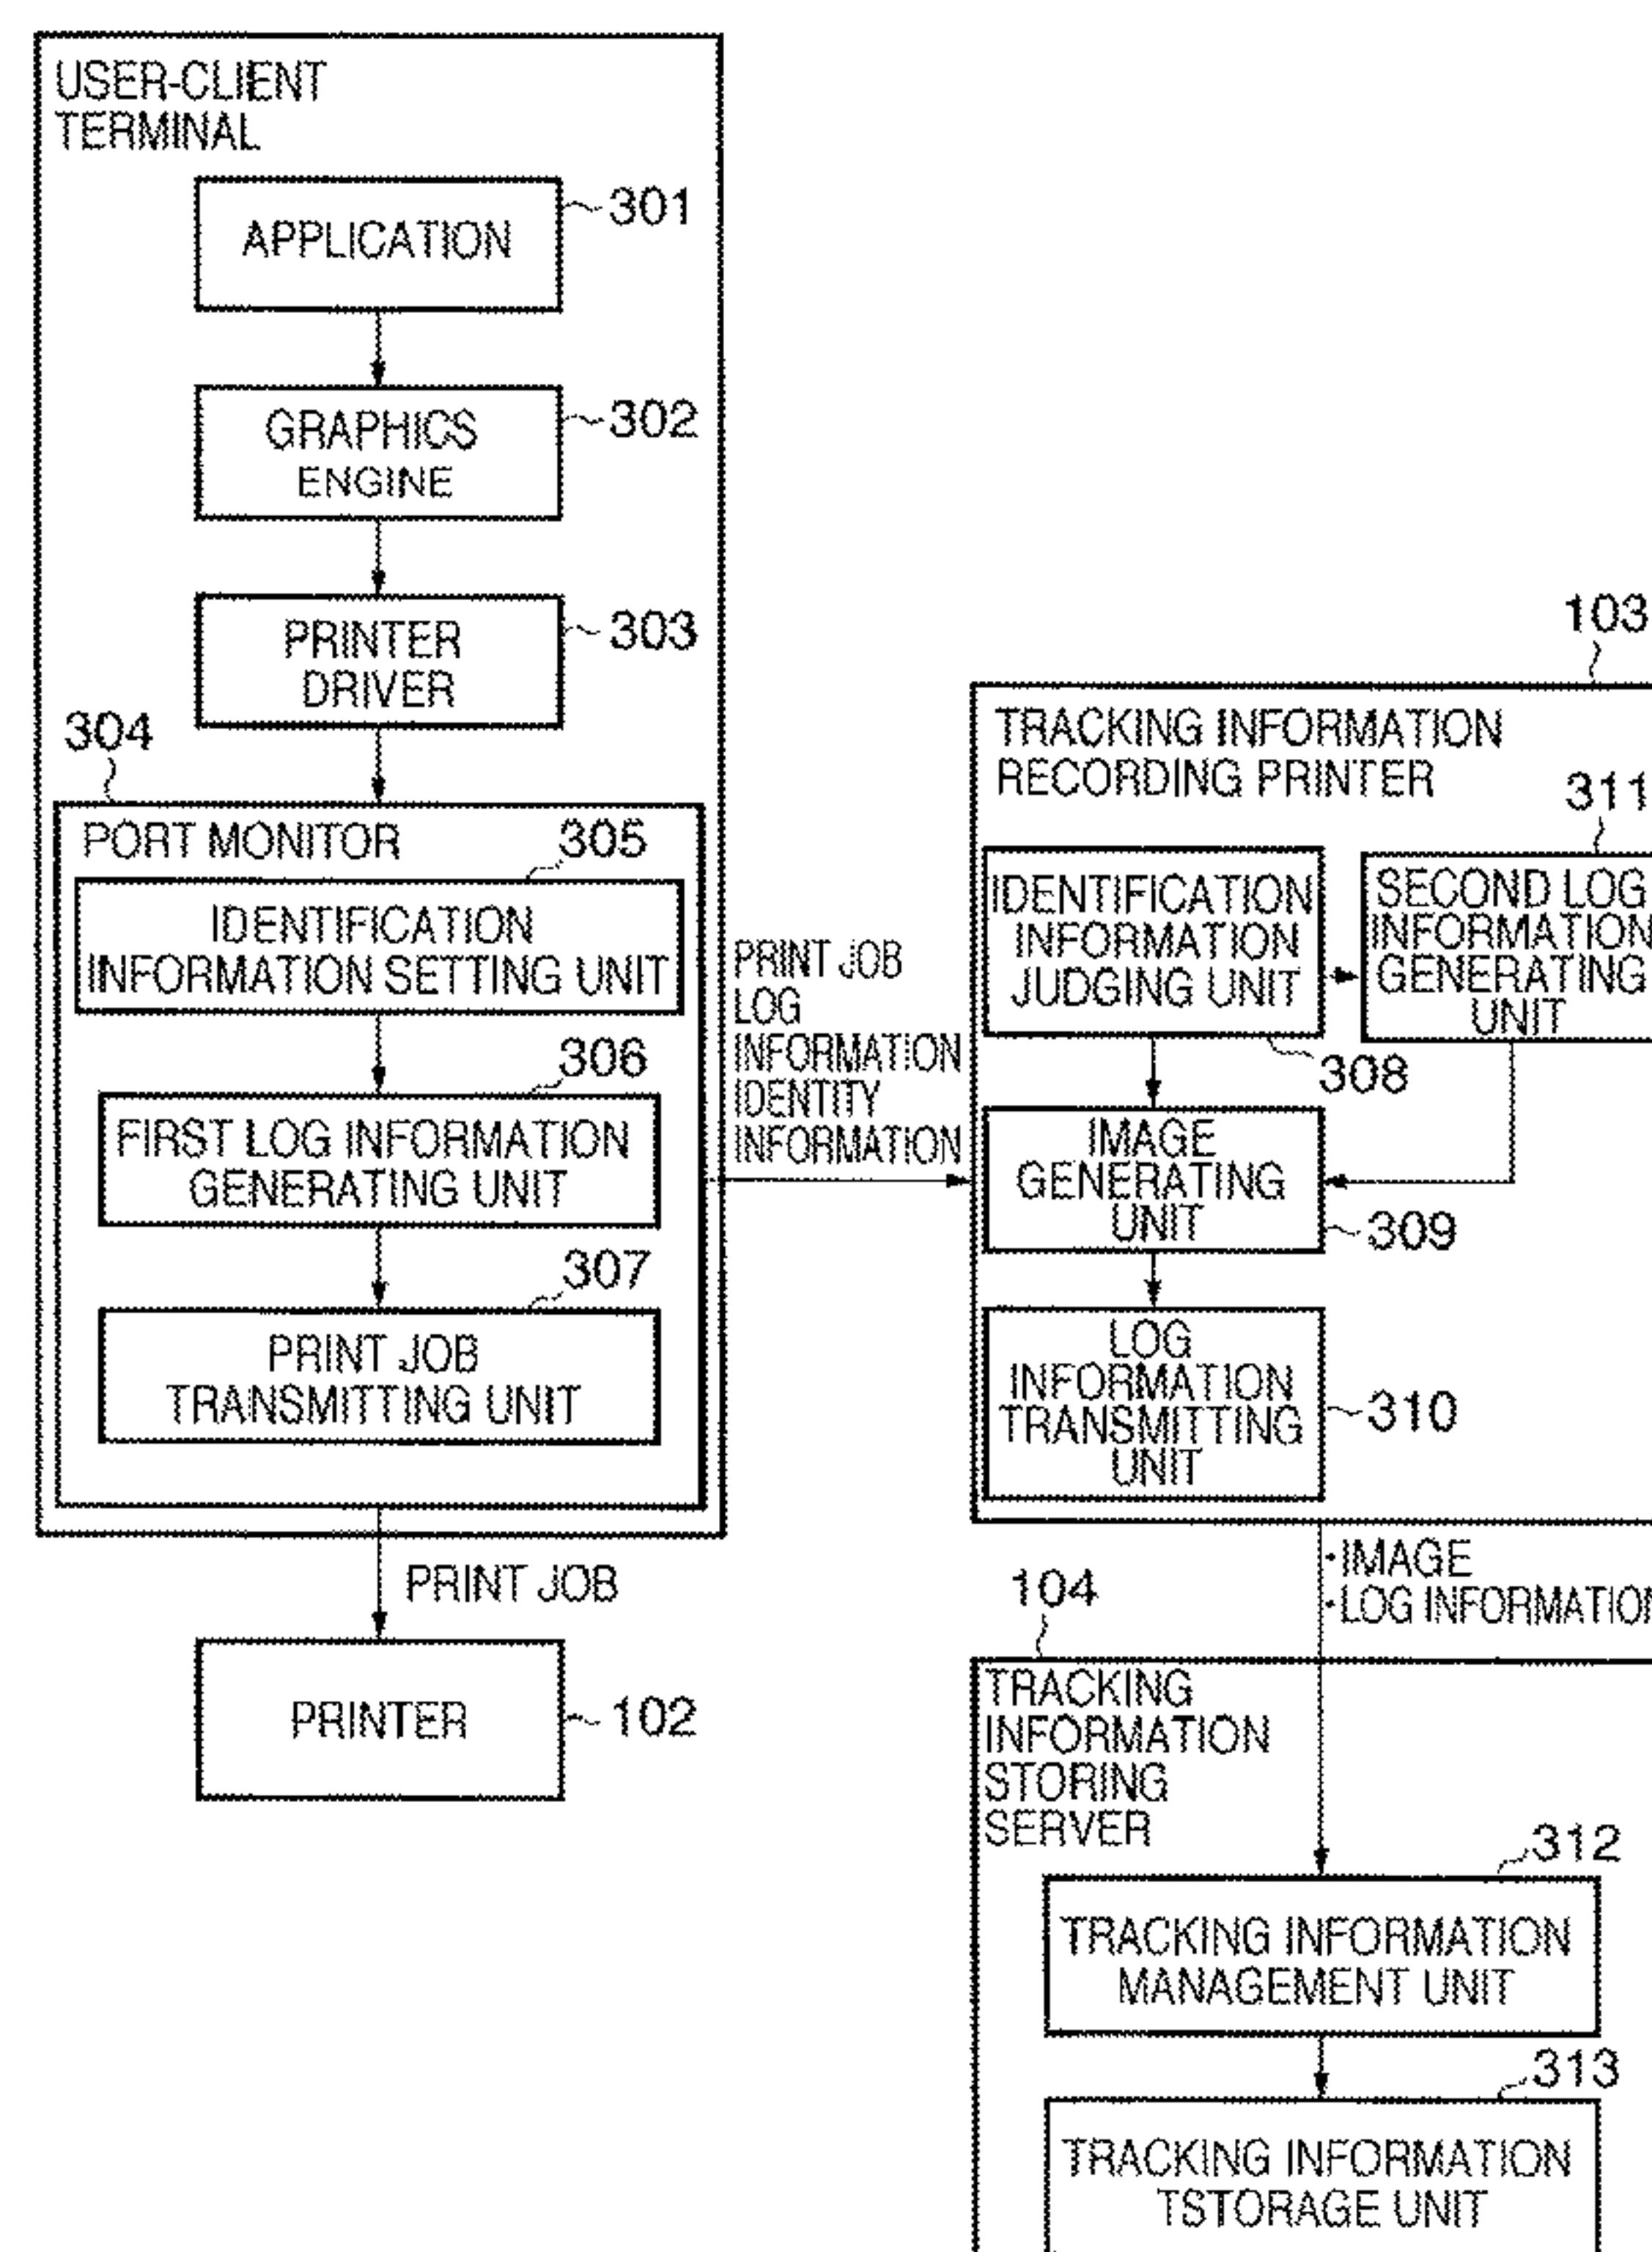 USER-CLIENT
TERMINAL
301
APPLICATION
302
GRAPHICS
ENGINE
303
PRINTER
DRIVER
304
PORT MONITOR
305
IDENTIFICATION
INFORMATION SETTING UNIT
306
FIRST LOG INFORMATION
GENERATING UNIT
307
PRINT JOB
TRANSMITTING UNIT
PRINT JOB
PRINTER
102
PRINT JOB
LOG
INFORMATION
IDENTITY
INFORMATION
103
TRACKING INFORMATION
RECORDING PRINTER
311
IDENTIFICATION
INFORMATION
JUDGING UNIT
308
SECOND LOG
INFORMATION
GENERATING
UNIT
IMAGE
GENERATING
UNIT
309
LOG
INFORMATION
TRANSMITTING
UNIT
310
·IMAGE
·LOG INFORMATION
104
TRACKING
INFORMATION
STORING
SERVER
312
TRACKING INFORMATION
MANAGEMENT UNIT
313
TRACKING INFORMATION
TSTORAGE UNIT